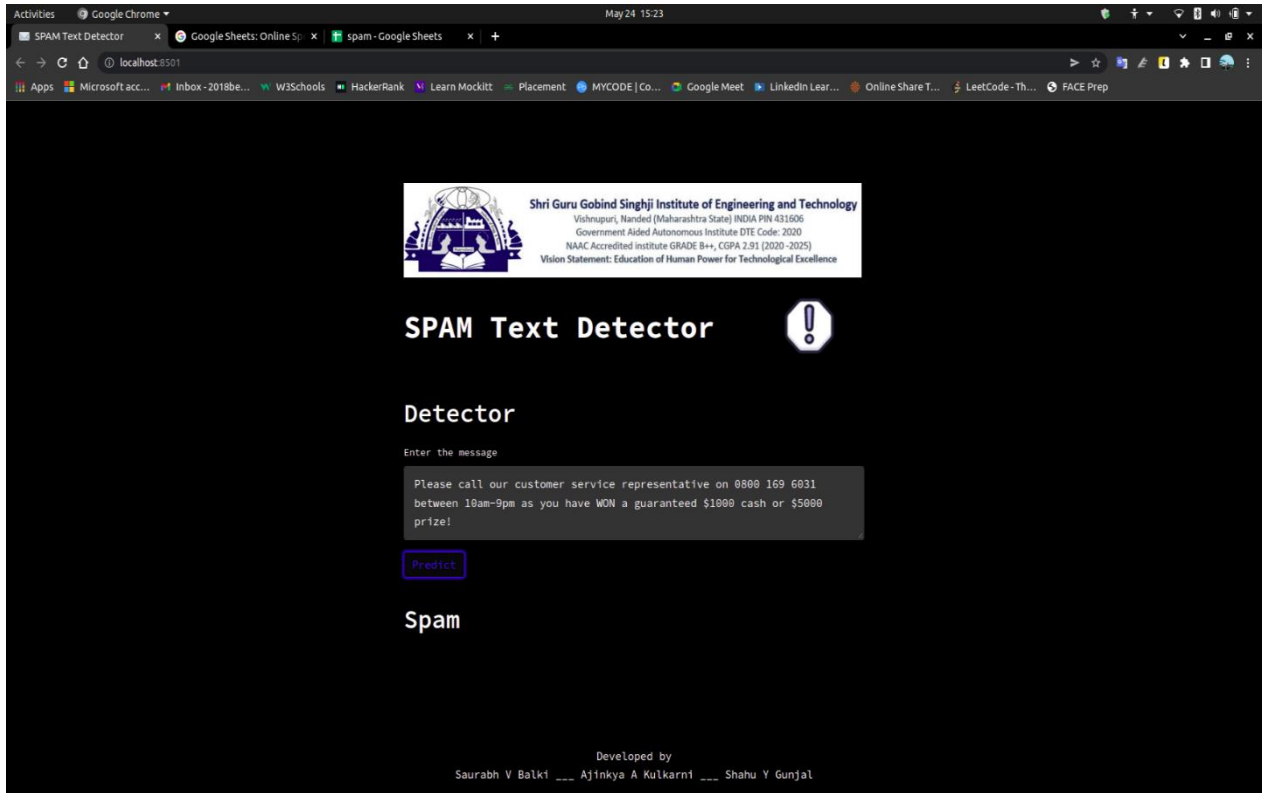 Activities Google Chrome May 24 15:23
SPAM Text Detector Google Sheets: Online Sp spam - Google Sheets
localhost:8501
Apps Microsoft acc... Inbox - 2018be... W3Schools HackerRank Learn Mockitt Placement MYCODE | Co... Google Meet LinkedIn Lear... Online Share T... LeetCode - Th... FACE Prep
Shri Guru Gobind Singhji Institute of Engineering and Technology
Vishnupuri, Nanded (Maharashtra State) INDIA PIN 431606
Government Aided Autonomous Institute DTE Code: 2020
NAAC Accredited institute GRADE B++, CGPA 2.91 (2020 -2025)
Vision Statement: Education of Human Power for Technological Excellence
SPAM Text Detector
Detector
Enter the message
Please call our customer service representative on 0800 169 6031
between 10am-9pm as you have WON a guaranteed $1000 cash or $5000
prize!
Predict
Spam
Developed by
Saurabh V Balki ___ Ajinkya A Kulkarni ___ Shahu Y Gunjal